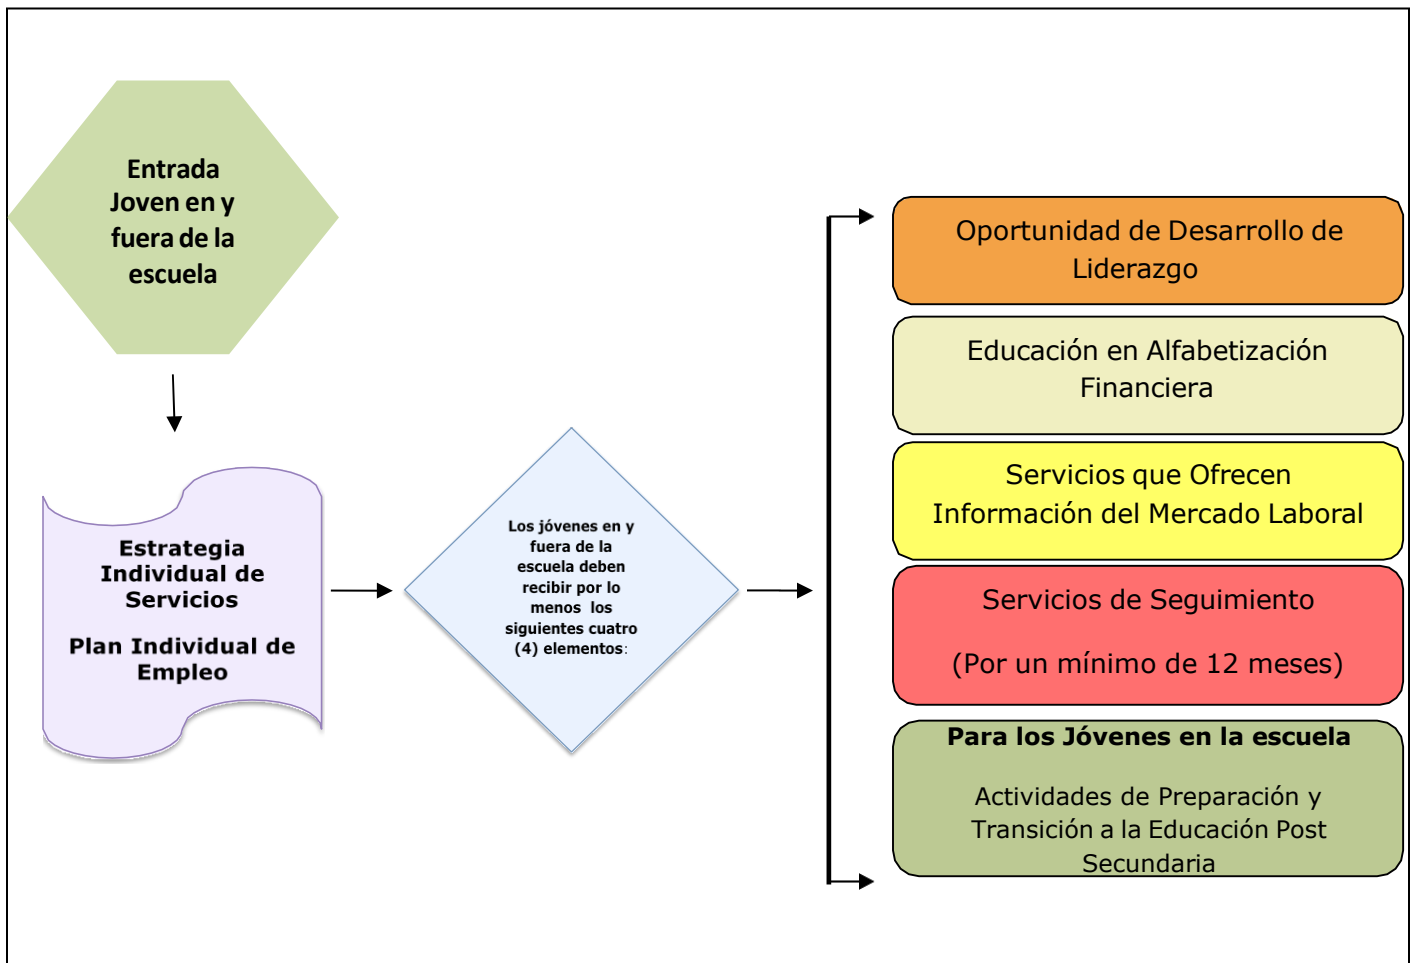 Entrada
Joven en y
fuera de la
escuela
Estrategia
Individual de
Servicios
Plan Individual de
Empleo
Los jóvenes en y
fuera de la
escuela deben
recibir por lo
menos los
siguientes cuatro
(4) elementos:
Oportunidad de Desarrollo de
Liderazgo
Educación en Alfabetización
Financiera
Servicios que Ofrecen
Información del Mercado Laboral
Servicios de Seguimiento
(Por un mínimo de 12 meses)
Para los Jóvenes en la escuela
Actividades de Preparación y
Transición a la Educación Post
Secundaria